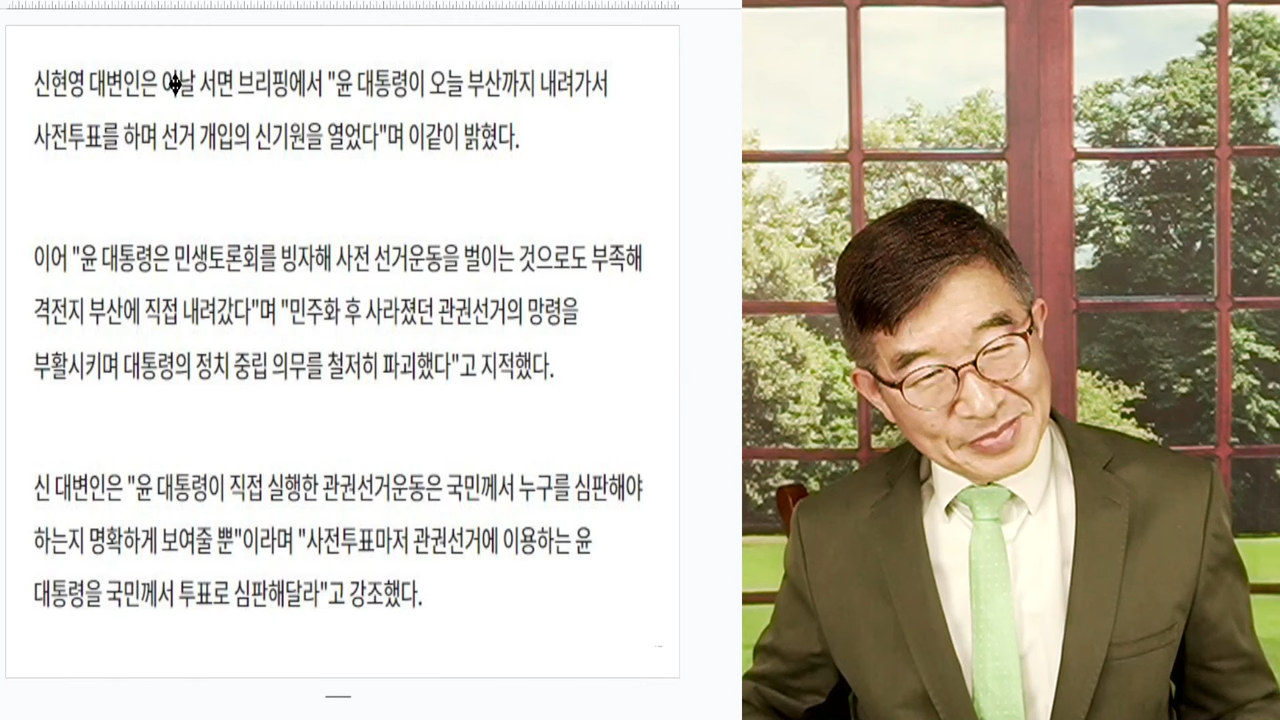 신현영 대변인은 이날 서면 브리핑에서 "윤 대통령이 오늘 부산까지 내려가서
사전투표를 하며 선거 개입의 신기원을 열었다"며 이같이 밝혔다.
이어 "윤 대통령은 민생토론회를 빙자해 사전 선거운동을 벌이는 것으로도 부족해
격전지 부산에 직접 내려갔다"며 "민주화 후 사라졌던 관권선거의 망령을
부활시키며 대통령의 정치 중립 의무를 철저히 파괴했다"고 지적했다.
신 대변인은 "윤 대통령이 직접 실행한 관권선거운동은 국민께서 누구를 심판해야
하는지 명확하게 보여줄 뿐"이라며 "사전투표마저 관권선거에 이용하는 윤
대통령을 국민께서 투표로 심판해달라"고 강조했다.